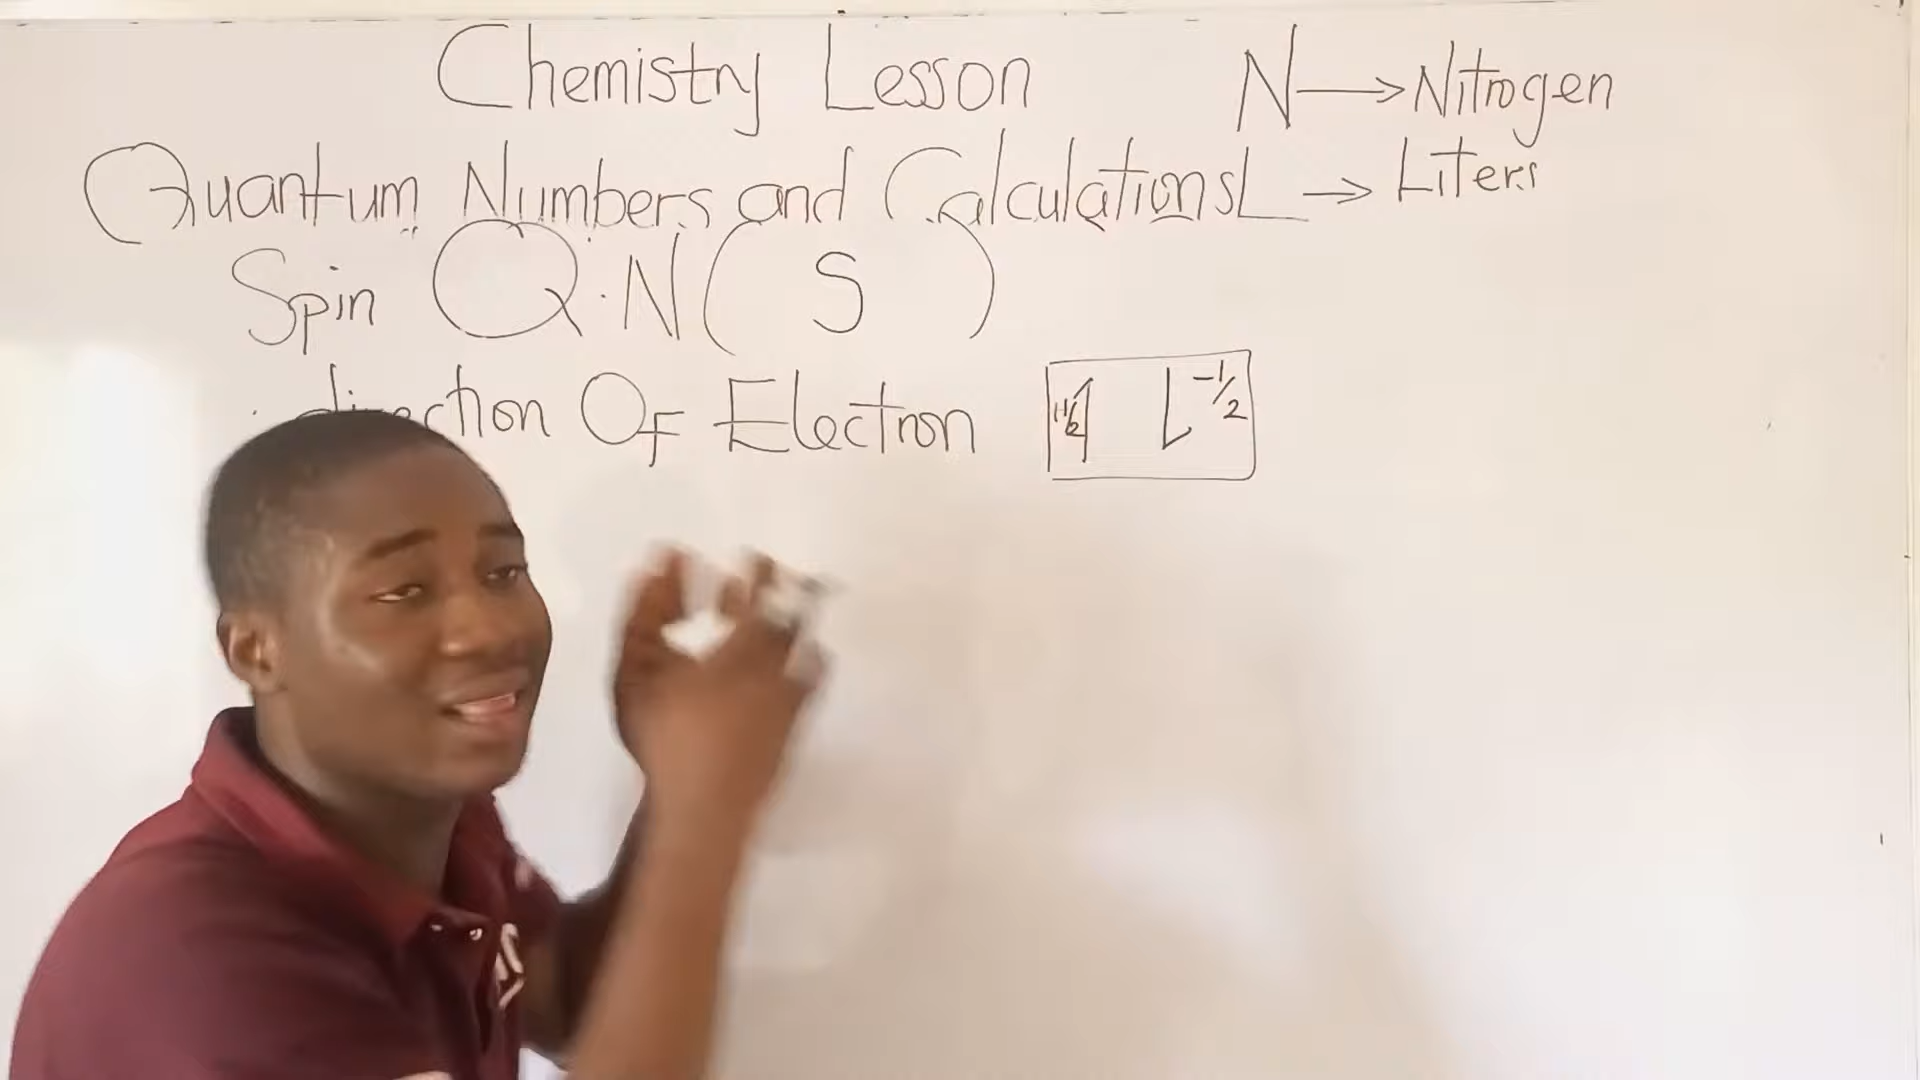 Chemistry Lesson
N → Nitrogen
Quantum Numbers and Calculations
L → Liters
Spin Q.N ( S )
direction OF Electron
+1/2 -1/2